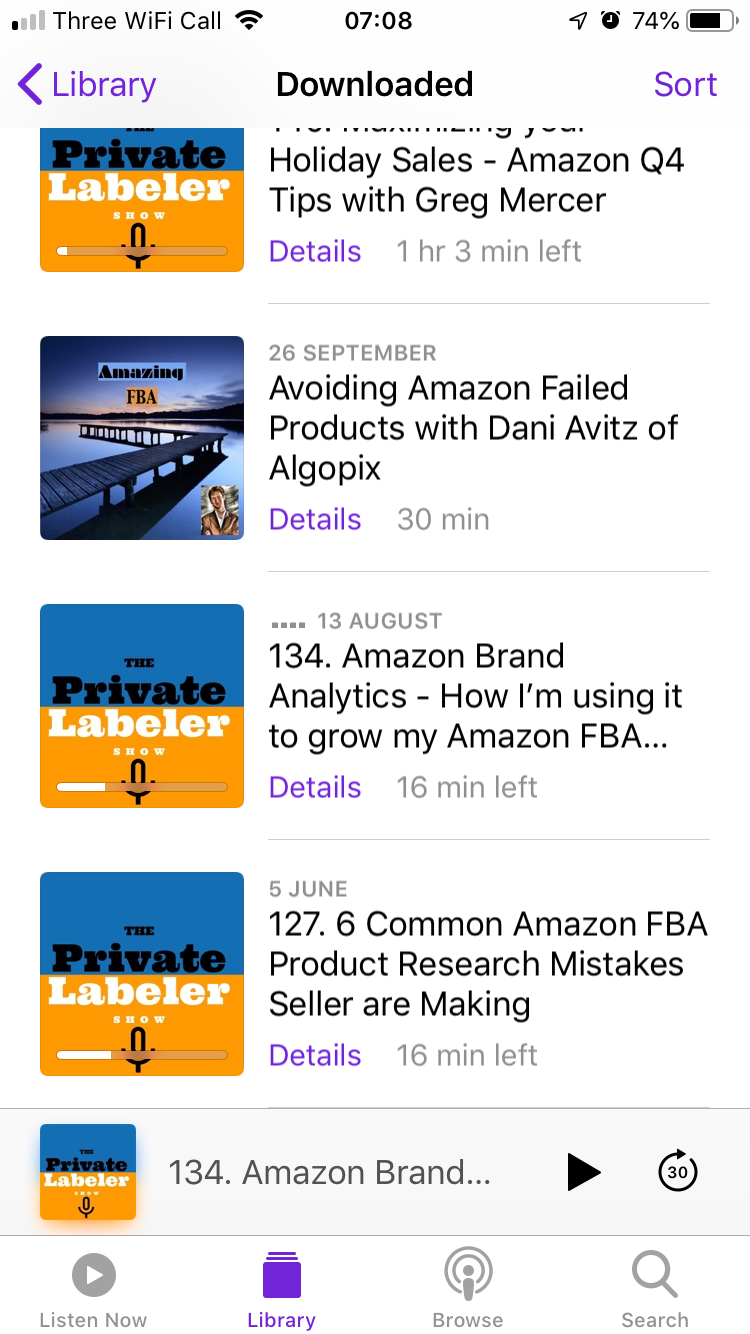 Three WiFi Call 07:08 74%
Library Downloaded Sort
Private
Labeler
SHOW
Maximizing your
Holiday Sales - Amazon Q4
Tips with Greg Mercer
Details 1 hr 3 min left
Amazing
FBA
26 SEPTEMBER
Avoiding Amazon Failed
Products with Dani Avitz of
Algopix
Details 30 min
THE
Private
Labeler
SHOW
13 AUGUST
134. Amazon Brand
Analytics - How I’m using it
to grow my Amazon FBA...
Details 16 min left
THE
Private
Labeler
SHOW
5 JUNE
127. 6 Common Amazon FBA
Product Research Mistakes
Seller are Making
Details 16 min left
THE
Private
Labeler
SHOW
134. Amazon Brand...
30
Listen Now Library Browse Search